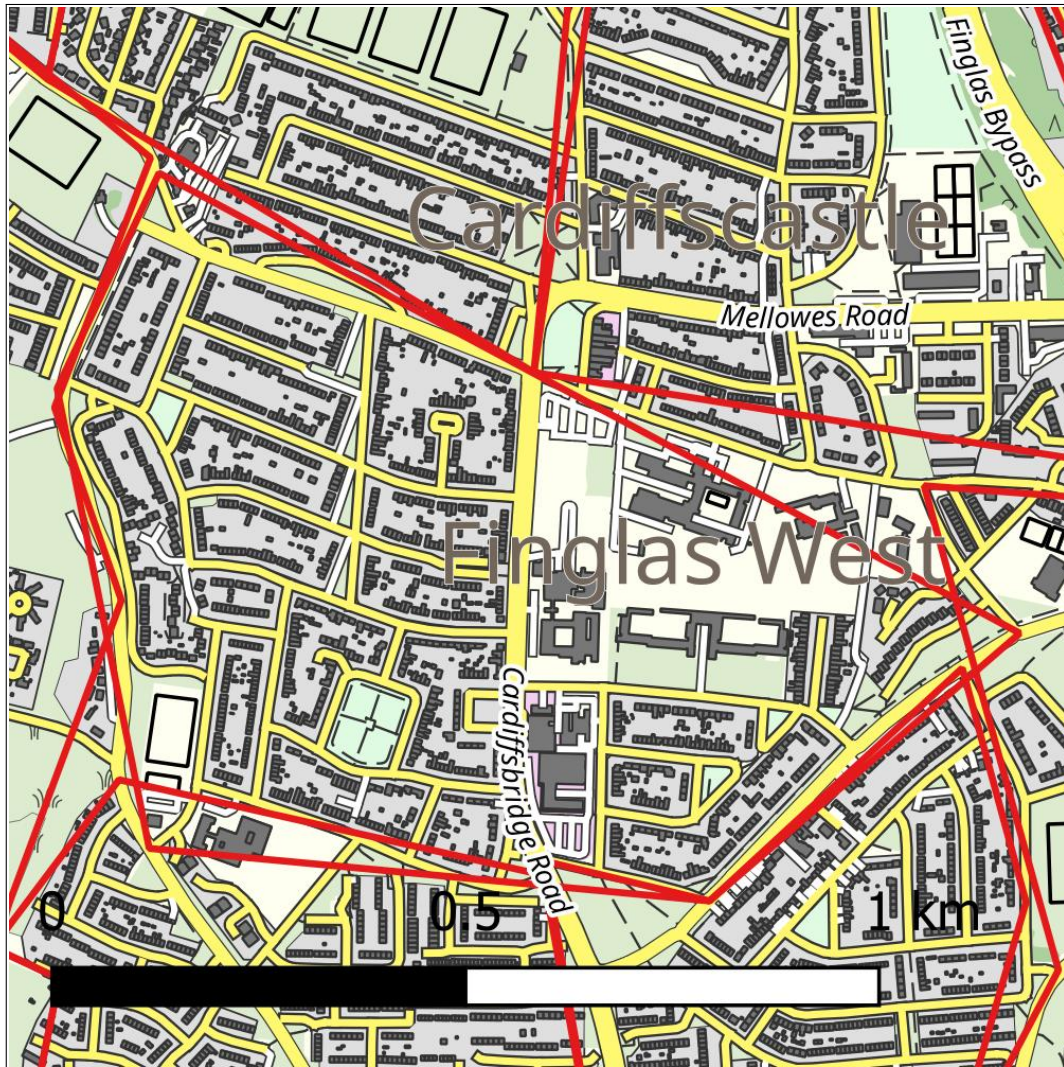 Finglas Bypass
Cardiffscastle
Mellowes Road
Finglas West
Cardiffsbridge Road
0 0.5 1 km